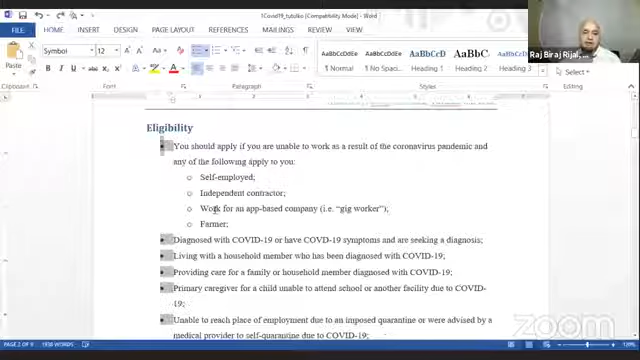 1Covid19_tutolko (Compatibility Mode) - Word
FILE HOME INSERT DESIGN PAGE LAYOUT REFERENCES MAILINGS REVIEW VIEW
Symbol 12
Paste
AaBbCcDdEe AaBbCcDdEe AaBbCcD AaBbC AaBbCcDd
¶ Normal ¶ No Spaci... Heading 1 Heading 2 Heading 3
Select
Clipboard Font Paragraph Styles Editing
Raj Biraj Rijal,
Eligibility
• You should apply if you are unable to work as a result of the coronavirus pandemic and
any of the following apply to you:
o Self-employed;
o Independent contractor;
o Work for an app-based company (i.e. “gig worker”);
o Farmer;
• Diagnosed with COVID-19 or have COVD-19 symptoms and are seeking a diagnosis;
• Living with a household member who has been diagnosed with COVID-19;
• Providing care for a family or household member diagnosed with COVID-19;
• Primary caregiver for a child unable to attend school or another facility due to COVID-
19;
• Unable to reach place of employment due to an imposed quarantine or were advised by a
medical provider to self-quarantine due to COVID-19;
zoom
PAGE 2 OF 9 1938 WORDS 120%